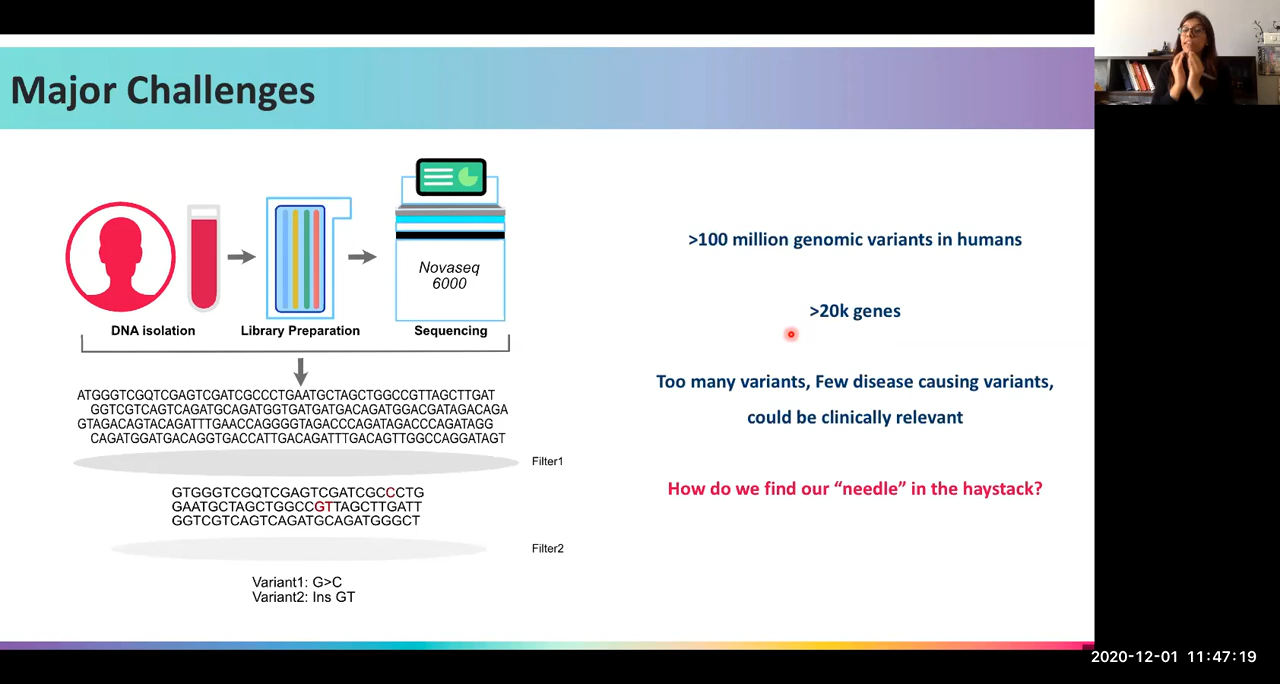 Major Challenges
Novaseq
6000
DNA isolation
Library Preparation
Sequencing
ATGGGTCGQTCGAGTCGATCGCCCTGAATGCTAGCTGGCCGTTAGCTTGAT
GGTCGTCAGTCAGATGCAGATGGTGATGATGACAGATGGACGATAGACAGA
GTAGACAGTACAGATTTGAACCAGGGGTAGACCCAGATAGACCCAGATAGG
CAGATGGATGACAGGTGACCATTGACAGATTTGACAGTTGGCCAGGATAGT
Filter1
GTGGGTCGQTCGAGTCGATCGCCCTG
GAATGCTAGCTGGCCGTTAGCTTGATT
GGTCGTCAGTCAGATGCAGATGGGCT
Filter2
Variant1: G>C
Variant2: Ins GT
>100 million genomic variants in humans
>20k genes
Too many variants, Few disease causing variants,
could be clinically relevant
How do we find our “needle” in the haystack?
2020-12-01 11:47:19